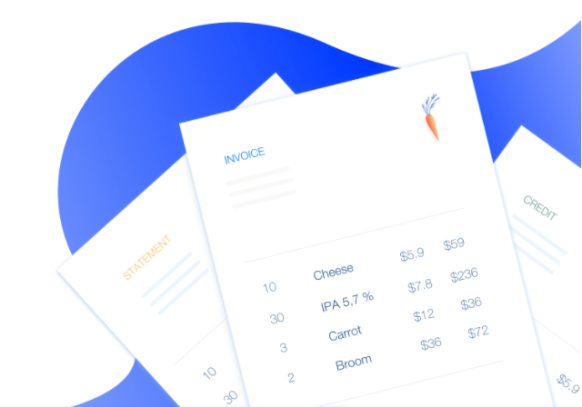 INVOICE
10 Cheese $5.9 $59
30 IPA 5,7 % $7.8 $236
3 Carrot $12 $36
2 Broom $36 $72
STATEMENT
10
30
CREDIT
$5.9